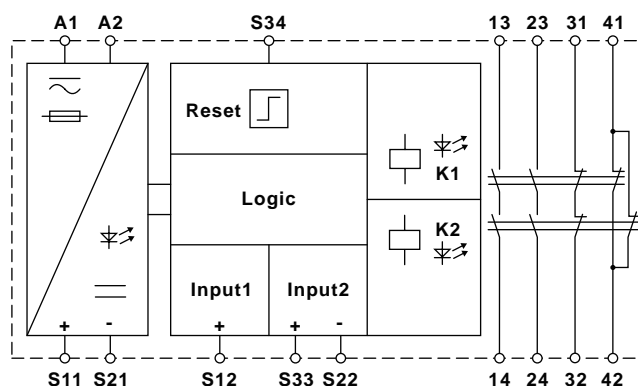 A1 A2 S34 13 23 31 41
Reset
K1
Logic
K2
Input1 Input2
+ - + + -
S11 S21 S12 S33 S22 14 24 32 42